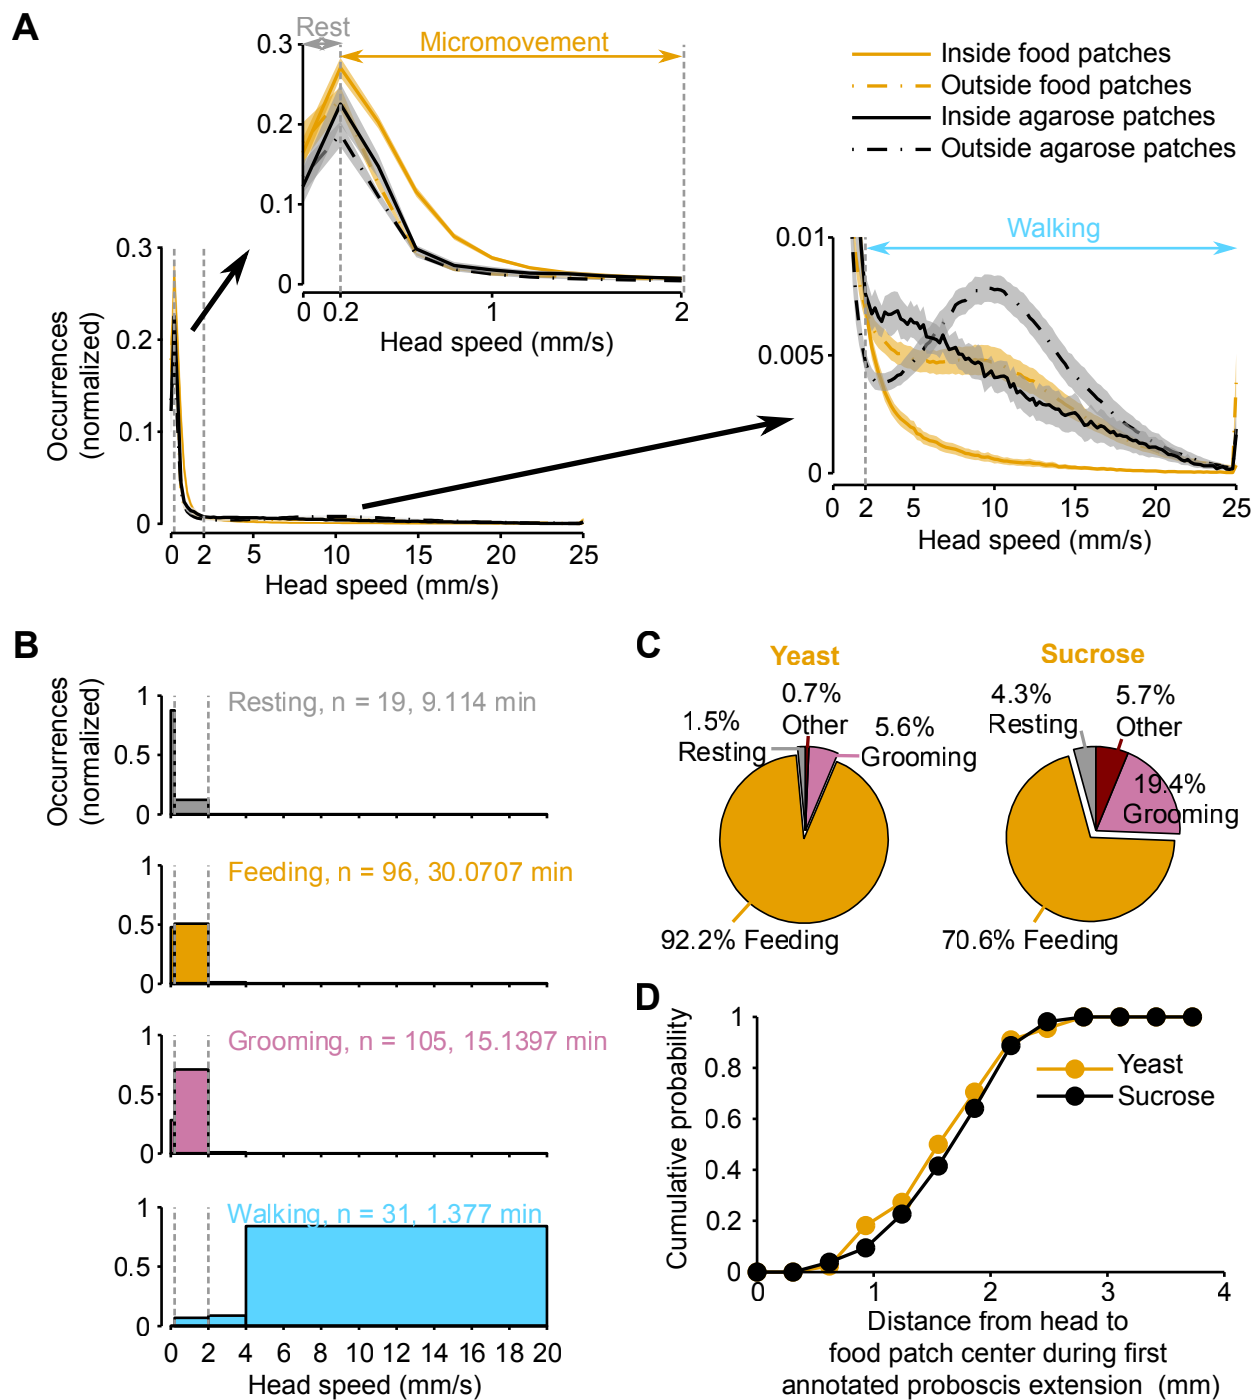 A
Rest
Micromovement
0.3
0.2
0.1
0
0 0.2 1 2
Head speed (mm/s)
Inside food patches
Outside food patches
Inside agarose patches
Outside agarose patches
0.3
0.2
0.1
0
Occurrences
(normalized)
0 2 5 10 15 20 25
Head speed (mm/s)
Walking
0.01
0.005
0
0 2 5 10 15 20 25
Head speed (mm/s)
B
Occurrences
(normalized)
1
0.5
0
Resting, n = 19, 9.114 min
1
0.5
0
Feeding, n = 96, 30.0707 min
1
0.5
0
Grooming, n = 105, 15.1397 min
1
0.5
0
Walking, n = 31, 1.377 min
0 2 4 6 8 10 12 14 16 18 20
Head speed (mm/s)
C
Yeast
0.7%
Other
1.5%
Resting
5.6%
Grooming
92.2% Feeding
Sucrose
4.3%
Resting
5.7%
Other
19.4%
Grooming
70.6% Feeding
D
Cumulative probability
1
0.8
0.6
0.4
0.2
0
Yeast
Sucrose
0 1 2 3 4
Distance from head to
food patch center during first
annotated proboscis extension (mm)